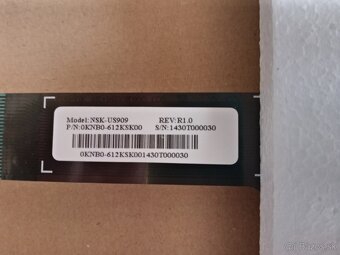 Model: NSK-US909 REV: R1.0
P/N: 0KNB0-612KSK00 S/N: 1430T000030
0KNB0-612KSK001430T000030